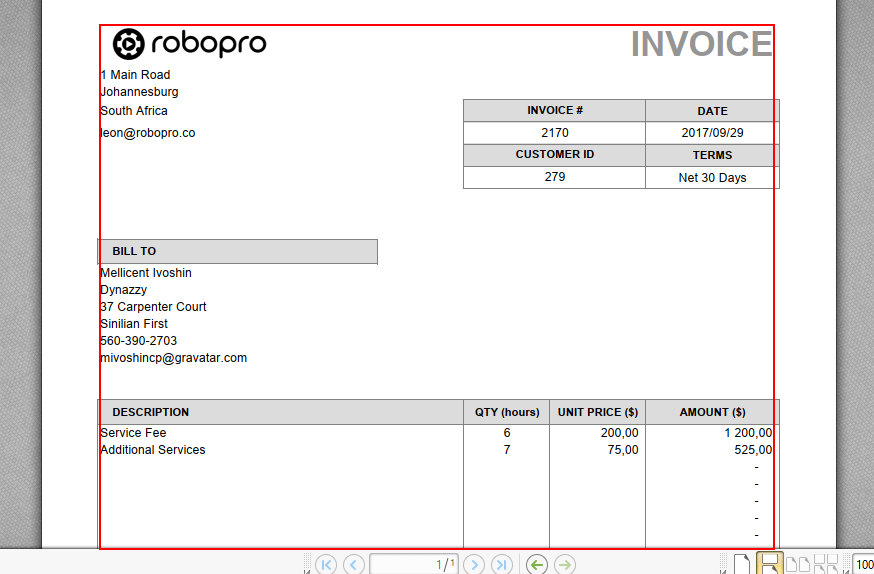 robopro
INVOICE
1 Main Road
Johannesburg
South Africa
leon@robopro.co
INVOICE # DATE
2170 2017/09/29
CUSTOMER ID TERMS
279 Net 30 Days
BILL TO
Mellicent Ivoshin
Dynazzy
37 Carpenter Court
Sinilian First
560-390-2703
mivoshincp@gravatar.com
DESCRIPTION QTY (hours) UNIT PRICE ($) AMOUNT ($)
Service Fee 6 200,00 1 200,00
Additional Services 7 75,00 525,00
-
-
-
-
-
1/1
100